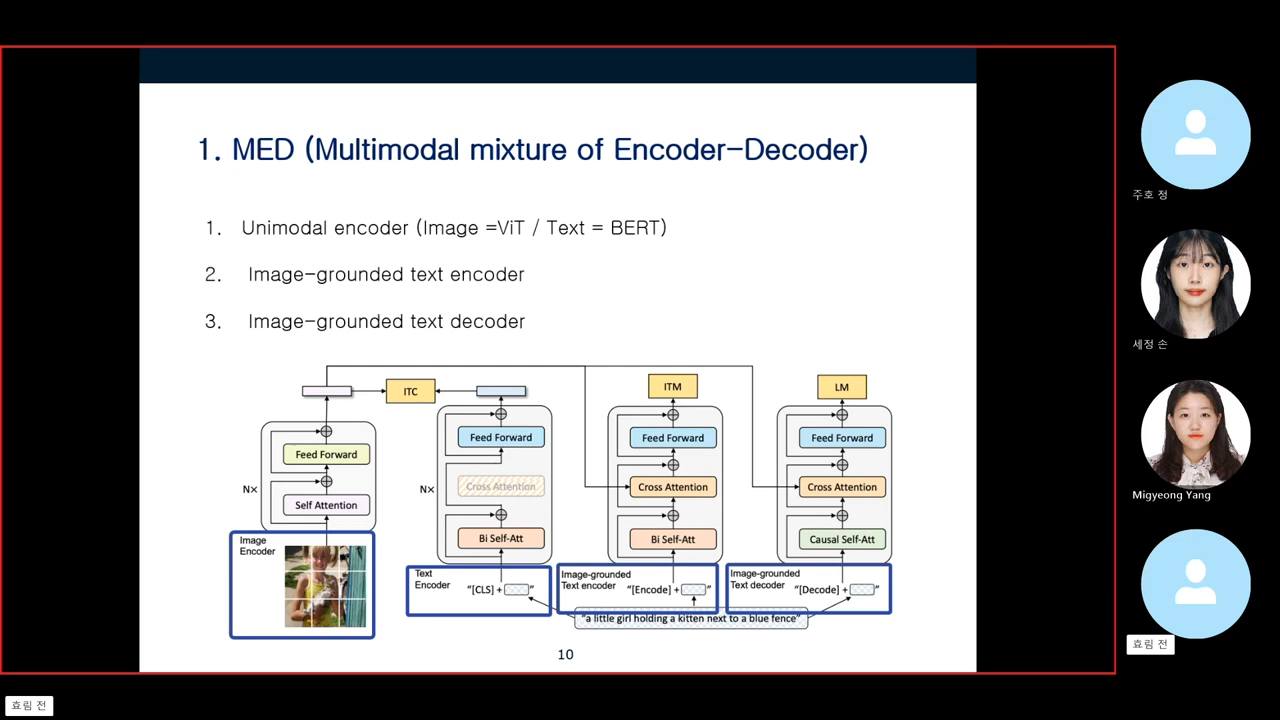 1. MED (Multimodal mixture of Encoder-Decoder)
1. Unimodal encoder (Image =ViT / Text = BERT)
2. Image-grounded text encoder
3. Image-grounded text decoder
ITC
ITM
LM
Feed Forward
Self Attention
N×
Image
Encoder
Feed Forward
Cross Attention
Bi Self-Att
N×
Text
Encoder
"[CLS] + "
Feed Forward
Cross Attention
Bi Self-Att
Image-grounded
Text encoder
"[Encode] + "
Feed Forward
Cross Attention
Causal Self-Att
Image-grounded
Text decoder
"[Decode] + "
"a little girl holding a kitten next to a blue fence"
10
주호 정
세정 손
Migyeong Yang
효림 전
효림 전